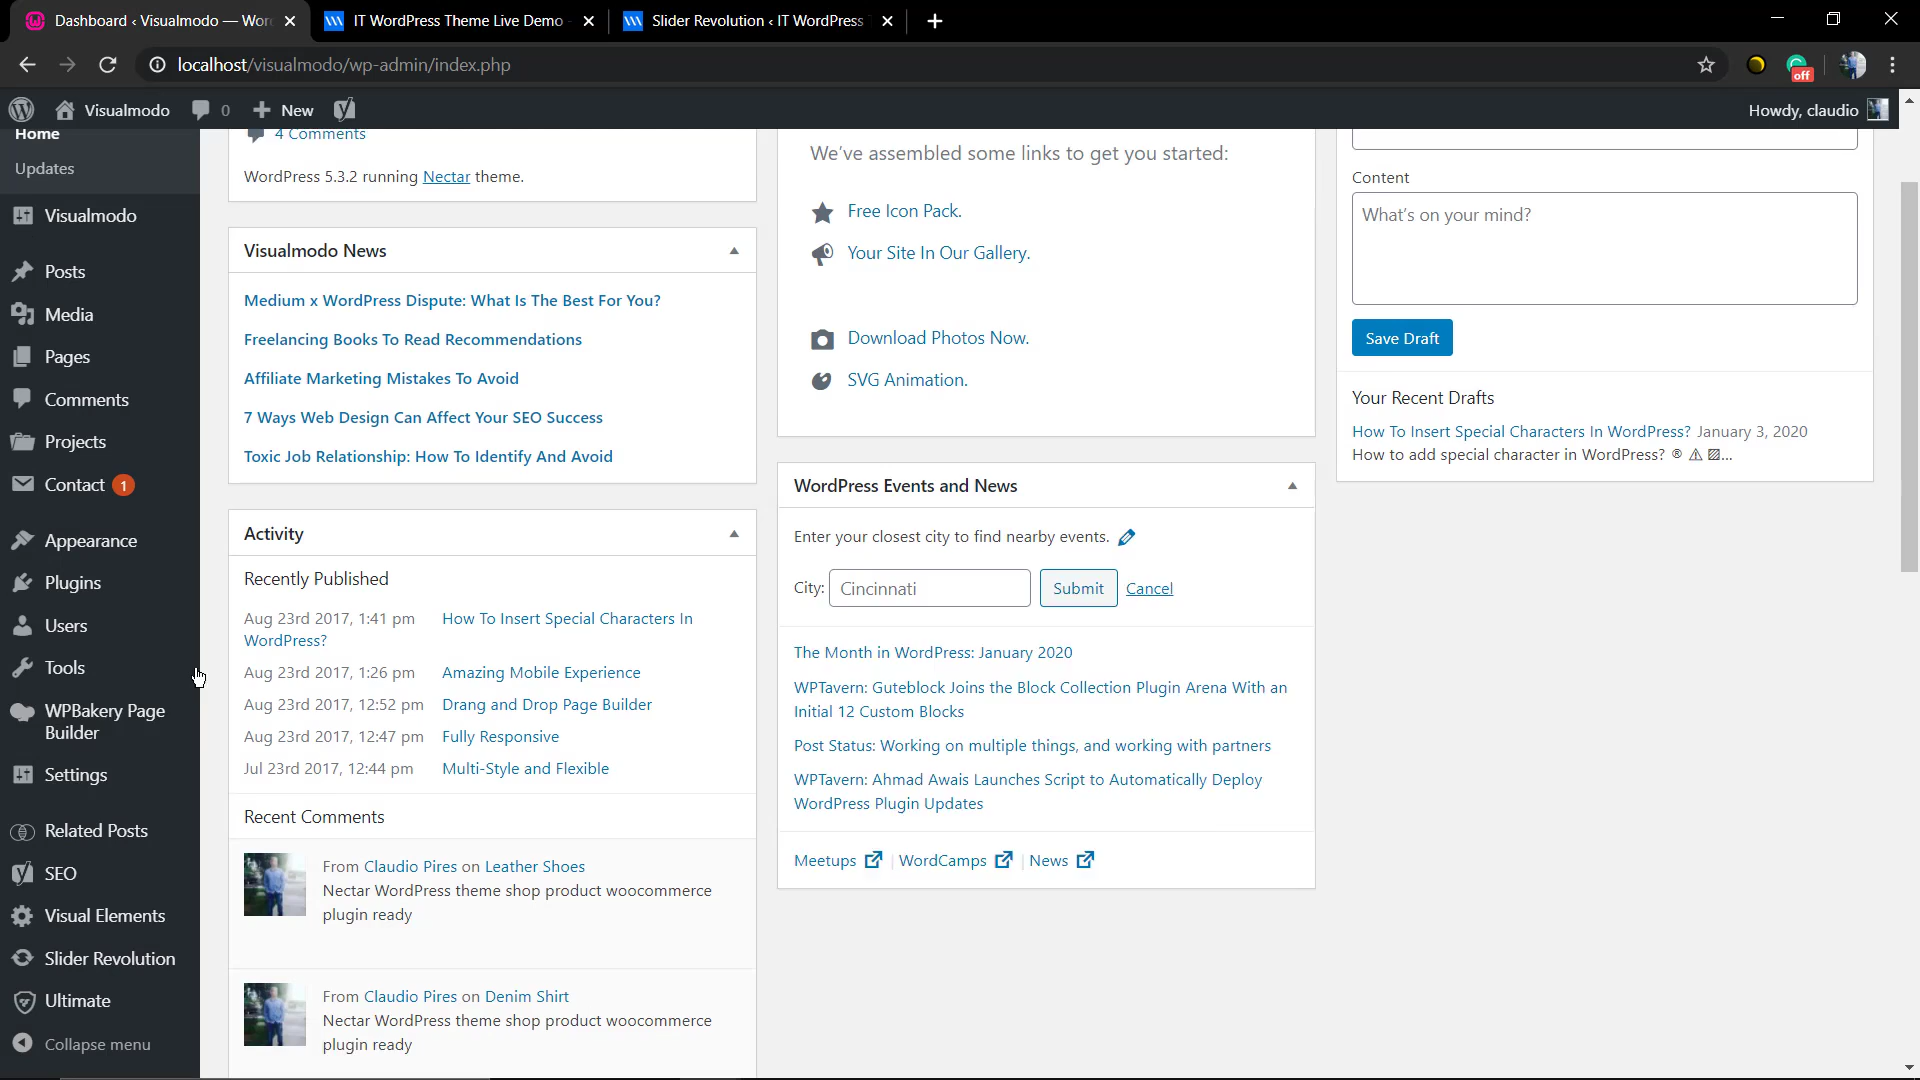 Dashboard ‹ Visualmodo — Wor
IT WordPress Theme Live Demo -
Slider Revolution ‹ IT WordPress T
localhost/visualmodo/wp-admin/index.php
off
Visualmodo
0
New
Howdy, claudio
Home
Updates
Visualmodo
Posts
Media
Pages
Comments
Projects
Contact 1
Appearance
Plugins
Users
Tools
WPBakery Page
Builder
Settings
Related Posts
SEO
Visual Elements
Slider Revolution
Ultimate
Collapse menu
4 Comments
WordPress 5.3.2 running Nectar theme.
Visualmodo News
Medium x WordPress Dispute: What Is The Best For You?
Freelancing Books To Read Recommendations
Affiliate Marketing Mistakes To Avoid
7 Ways Web Design Can Affect Your SEO Success
Toxic Job Relationship: How To Identify And Avoid
Activity
Recently Published
Aug 23rd 2017, 1:41 pm How To Insert Special Characters In
WordPress?
Aug 23rd 2017, 1:26 pm Amazing Mobile Experience
Aug 23rd 2017, 12:52 pm Drang and Drop Page Builder
Aug 23rd 2017, 12:47 pm Fully Responsive
Jul 23rd 2017, 12:44 pm Multi-Style and Flexible
Recent Comments
From Claudio Pires on Leather Shoes
Nectar WordPress theme shop product woocommerce
plugin ready
From Claudio Pires on Denim Shirt
Nectar WordPress theme shop product woocommerce
plugin ready
We've assembled some links to get you started:
Free Icon Pack.
Your Site In Our Gallery.
Download Photos Now.
SVG Animation.
WordPress Events and News
Enter your closest city to find nearby events.
City: Cincinnati Submit Cancel
The Month in WordPress: January 2020
WPTavern: Guteblock Joins the Block Collection Plugin Arena With an
Initial 12 Custom Blocks
Post Status: Working on multiple things, and working with partners
WPTavern: Ahmad Awais Launches Script to Automatically Deploy
WordPress Plugin Updates
Meetups | WordCamps | News
Content
What's on your mind?
Save Draft
Your Recent Drafts
How To Insert Special Characters In WordPress? January 3, 2020
How to add special character in WordPress? ® ⚠ ▨…